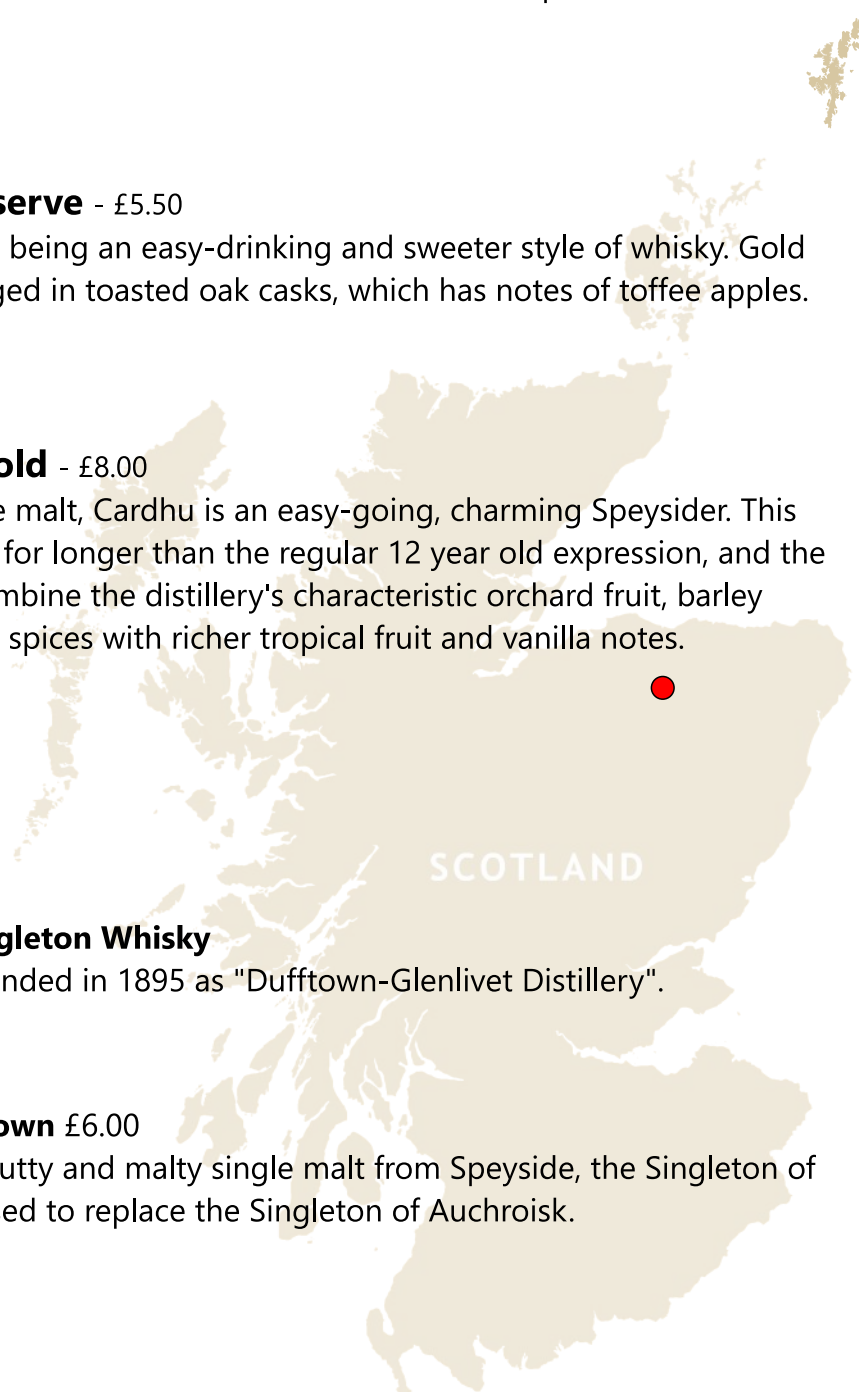 serve - £5.50
being an easy-drinking and sweeter style of whisky. Gold
ged in toasted oak casks, which has notes of toffee apples.
old - £8.00
e malt, Cardhu is an easy-going, charming Speysider. This
for longer than the regular 12 year old expression, and the
mbine the distillery's characteristic orchard fruit, barley
spices with richer tropical fruit and vanilla notes.
SCOTLAND
gleton Whisky
nded in 1895 as "Dufftown-Glenlivet Distillery".
own £6.00
utty and malty single malt from Speyside, the Singleton of
sed to replace the Singleton of Auchroisk.